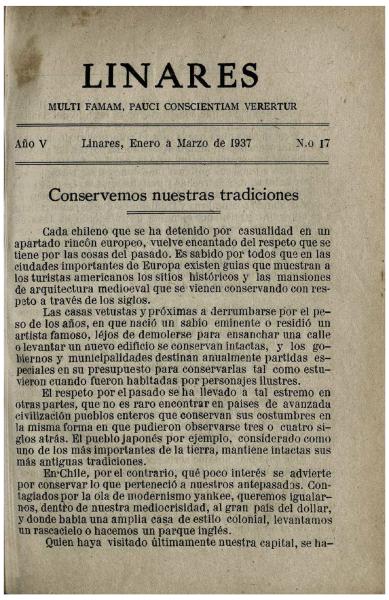 LINARES
MULTI FAMAM, PAUCI CONSCIENTIAM VERERTUR
Año V Linares, Enero a Marzo de 1937 N.o 17
Conservemos nuestras tradiciones
Cada chileno que se ha detenido por casualidad en un
apartado rincón europeo, vuelve encantado del respeto que se
tiene por las cosas del pasado. Es sabido por todos que en las
ciudades importantes de Europa existen guías que muestran a
los turistas americanos los sitios históricos y las mansiones
de arquitectura medioeval que se vienen conservando con res-
peto a través de los siglos.
Las casas vetustas y próximas a derrumbarse por el pe-
so de los años, en que nació un sabio eminente o residió un
artista famoso, léjos de demolerse para ensanchar una calle
o levantar un nuevo edificio se conservan intactas, y los go-
biernos y municipalidades destinan anualmente partidas es-
peciales en su presupuesto para conservarlas tal como estu-
vieron cuando fueron habitadas por personajes ilustres.
El respeto por el pasado se ha llevado a tal estremo en
otras partes, que no es raro encontrar en paises de avanzada
civilización pueblos enteros que conservan sus costumbres en
la misma forma en que pudieron observarse tres o cuatro si-
glos atrás. El pueblo japonés por ejemplo, considerado como
uno de los más importantes de la tierra, mantiene intactas sus
más antiguas tradiciones.
En Chile, por el contrario, qué poco interés se advierte
por conservar lo que perteneció a nuestros antepasados. Con-
tagiados por la ola de modernismo yankee, queremos igualar-
nos, dentro de nuestra mediocrisidad, al gran país del dollar,
y donde habia una amplia casa de estilo colonial, levantamos
un rascacielo o hacemos un parque inglés.
Quien haya visitado últimamente nuestra capital, se ha-